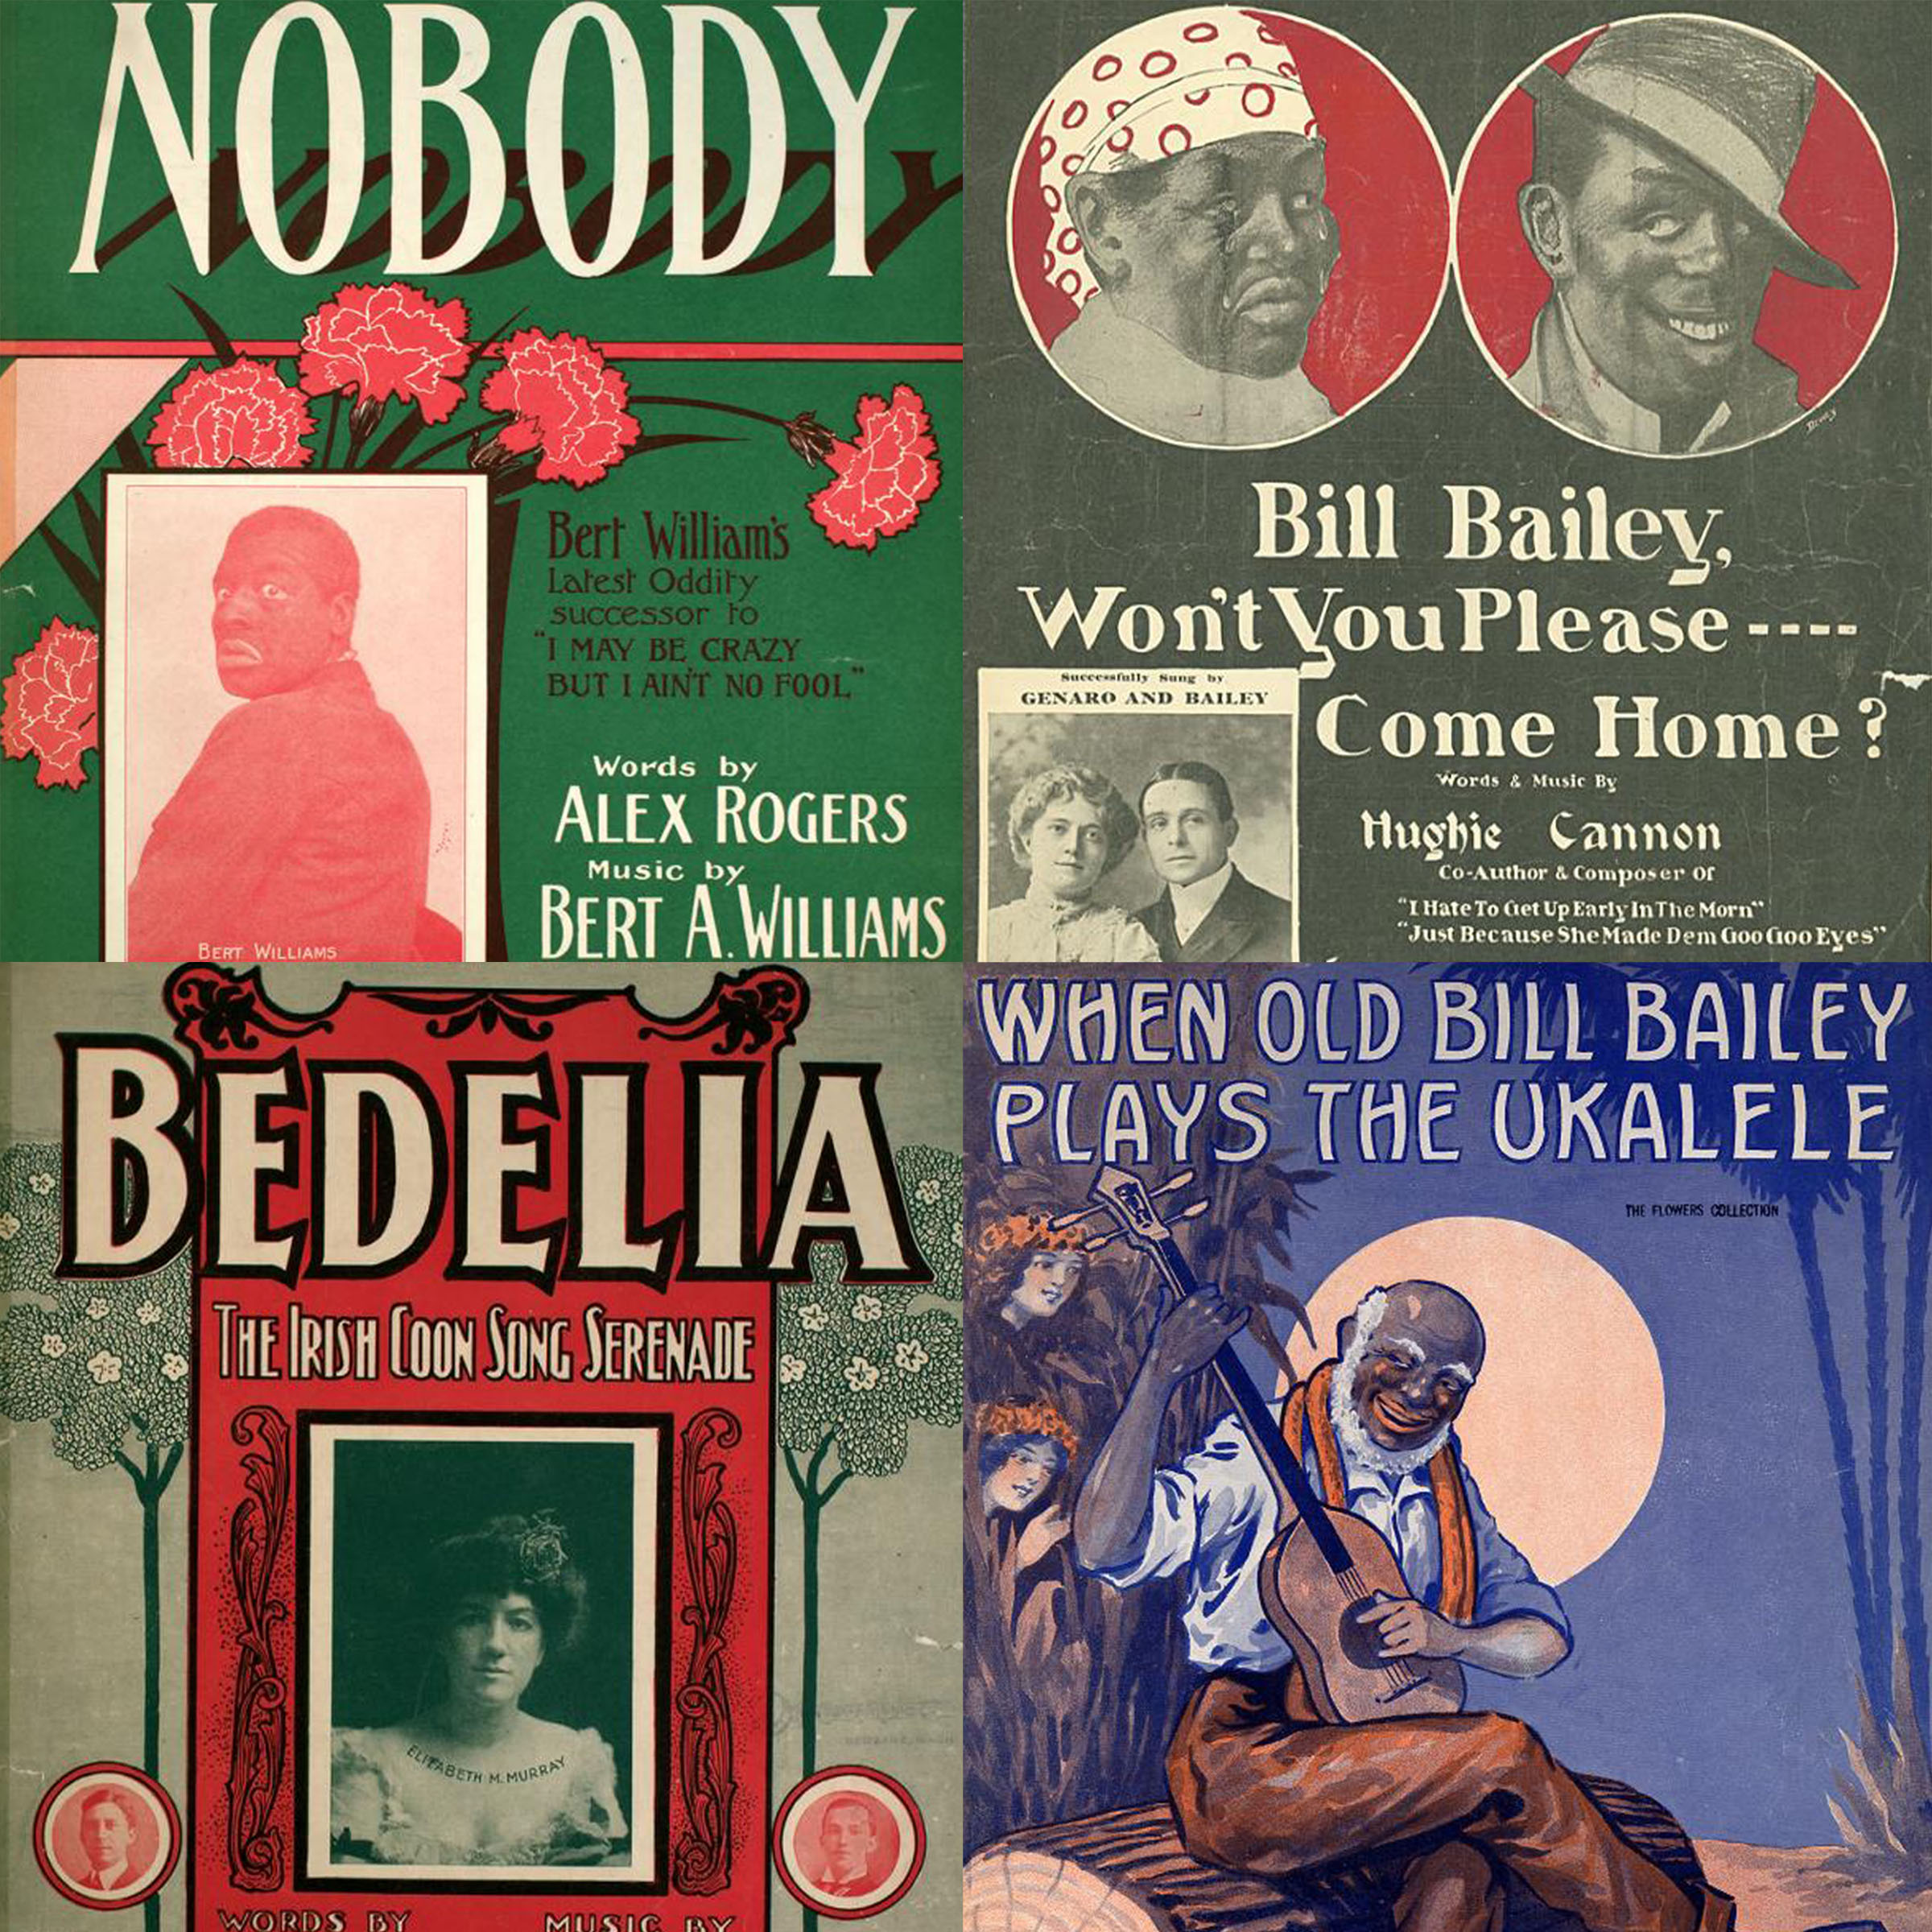 NOBODY
NOBODY
Bert William's
Latest Oddity
successor to
"I MAY BE CRAZY
BUT I AIN'T NO FOOL,"
Words by
ALEX ROGERS
Music by
BERT A. WILLIAMS
BERT WILLIAMS
Bill Bailey,
Won't You Please ----
Come Home?
Successfully Sung by
GENARO AND BAILEY
Words & Music By
Hughie Cannon
Co-Author & Composer Of
"I Hate To Get Up Early In The Morn"
"Just Because She Made Dem Goo Goo Eyes"
BEDELIA
THE IRISH COON SONG SERENADE
ELIZABETH M. MURRAY
WORDS BY
MUSIC BY
WHEN OLD BILL BAILEY
PLAYS THE UKALELE
THE FLOWERS COLLECTION